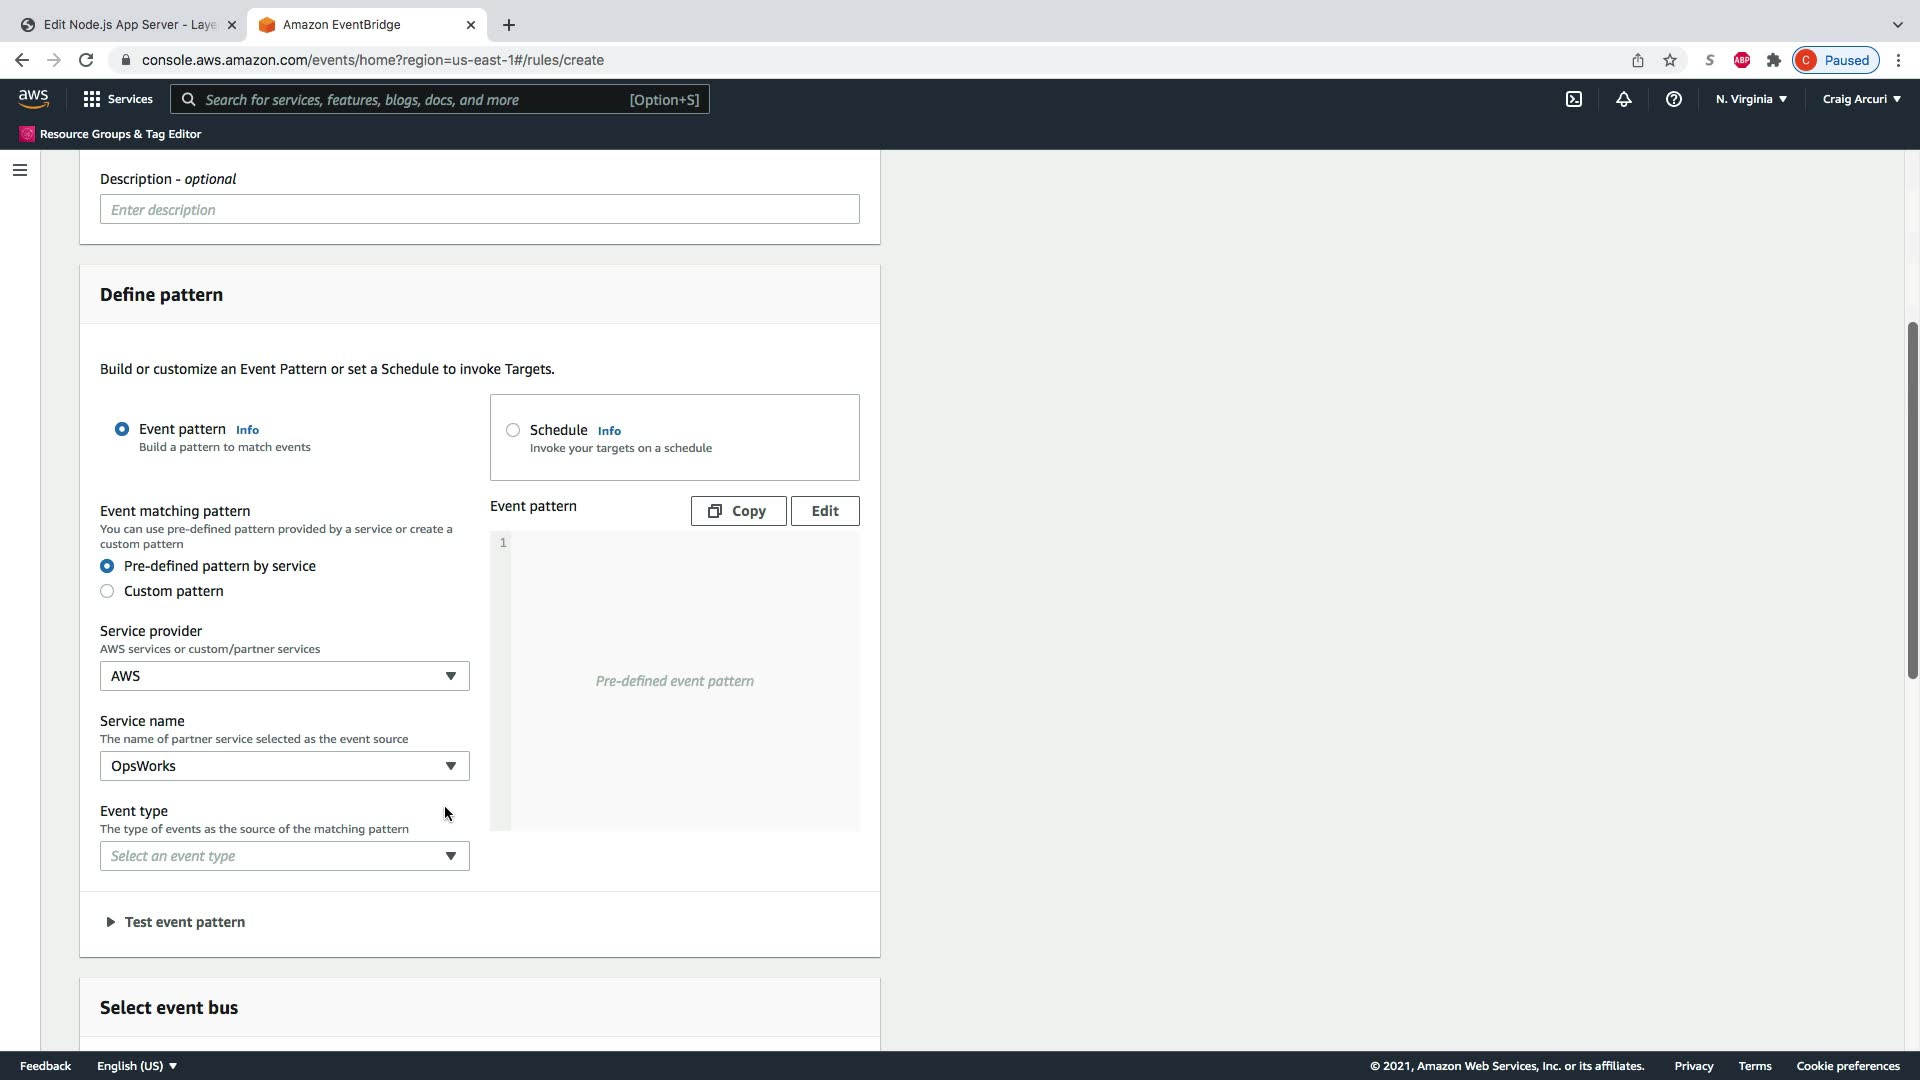 Edit Node.js App Server - Laye
Amazon EventBridge
console.aws.amazon.com/events/home?region=us-east-1#/rules/create
ABP
C Paused
aws
Services
Search for services, features, blogs, docs, and more [Option+S]
N. Virginia
Craig Arcuri
Resource Groups & Tag Editor
Description - optional
Enter description
Define pattern
Build or customize an Event Pattern or set a Schedule to invoke Targets.
Event pattern Info
Build a pattern to match events
Schedule Info
Invoke your targets on a schedule
Event matching pattern
You can use pre-defined pattern provided by a service or create a
custom pattern
Pre-defined pattern by service
Custom pattern
Service provider
AWS services or custom/partner services
AWS
Service name
The name of partner service selected as the event source
OpsWorks
Event type
The type of events as the source of the matching pattern
Select an event type
Event pattern
Copy
Edit
1
Pre-defined event pattern
Test event pattern
Select event bus
Feedback
English (US)
© 2021, Amazon Web Services, Inc. or its affiliates.
Privacy
Terms
Cookie preferences